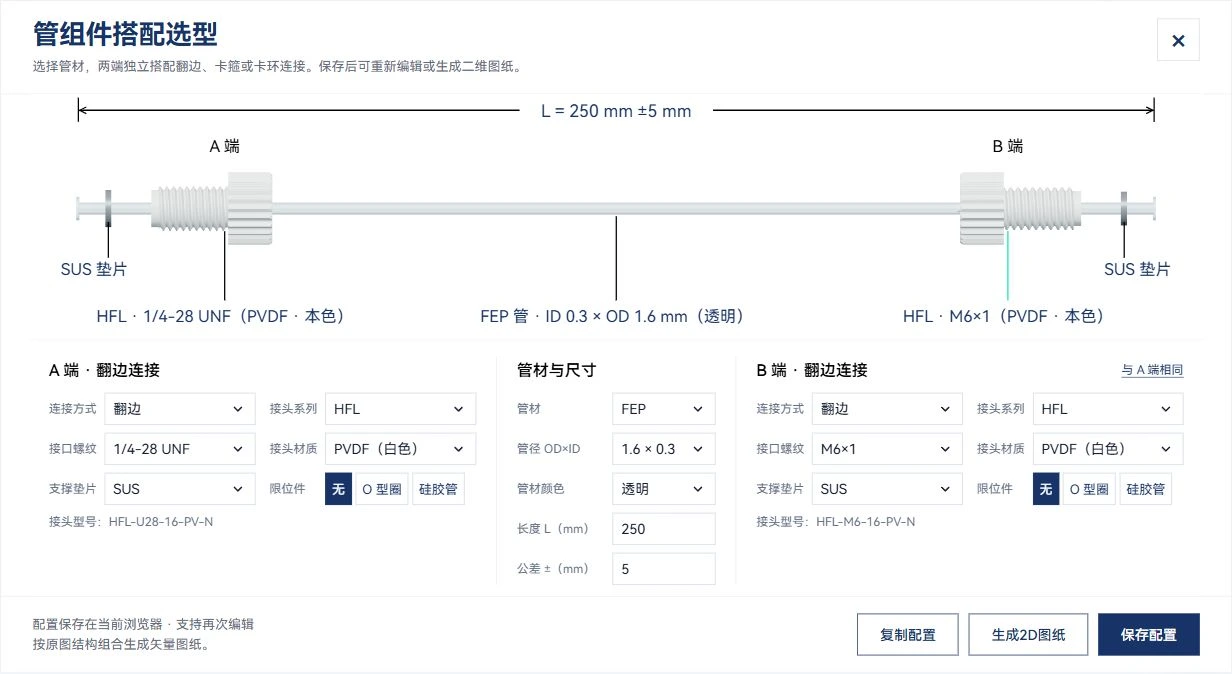 管组件搭配选型
选择管材，两端独立搭配翻边、卡箍或卡环连接。保存后可重新编辑或生成二维图纸。
×
L = 250 mm ±5 mm
A 端
B 端
SUS 垫片
SUS 垫片
HFL · 1/4-28 UNF（PVDF · 本色）
FEP 管 · ID 0.3 × OD 1.6 mm（透明）
HFL · M6×1（PVDF · 本色）
A 端 · 翻边连接
连接方式 翻边 接头系列 HFL
接口螺纹 1/4-28 UNF 接头材质 PVDF（白色）
支撑垫片 SUS 限位件 无 O 型圈 硅胶管
接头型号：HFL-U28-16-PV-N
管材与尺寸
管材 FEP
管径 OD×ID 1.6 × 0.3
管材颜色 透明
长度 L（mm） 250
公差 ±（mm） 5
B 端 · 翻边连接 与 A 端相同
连接方式 翻边 接头系列 HFL
接口螺纹 M6×1 接头材质 PVDF（白色）
支撑垫片 SUS 限位件 无 O 型圈 硅胶管
接头型号：HFL-M6-16-PV-N
配置保存在当前浏览器 · 支持再次编辑
按原图结构组合生成矢量图纸。
复制配置 生成2D图纸 保存配置